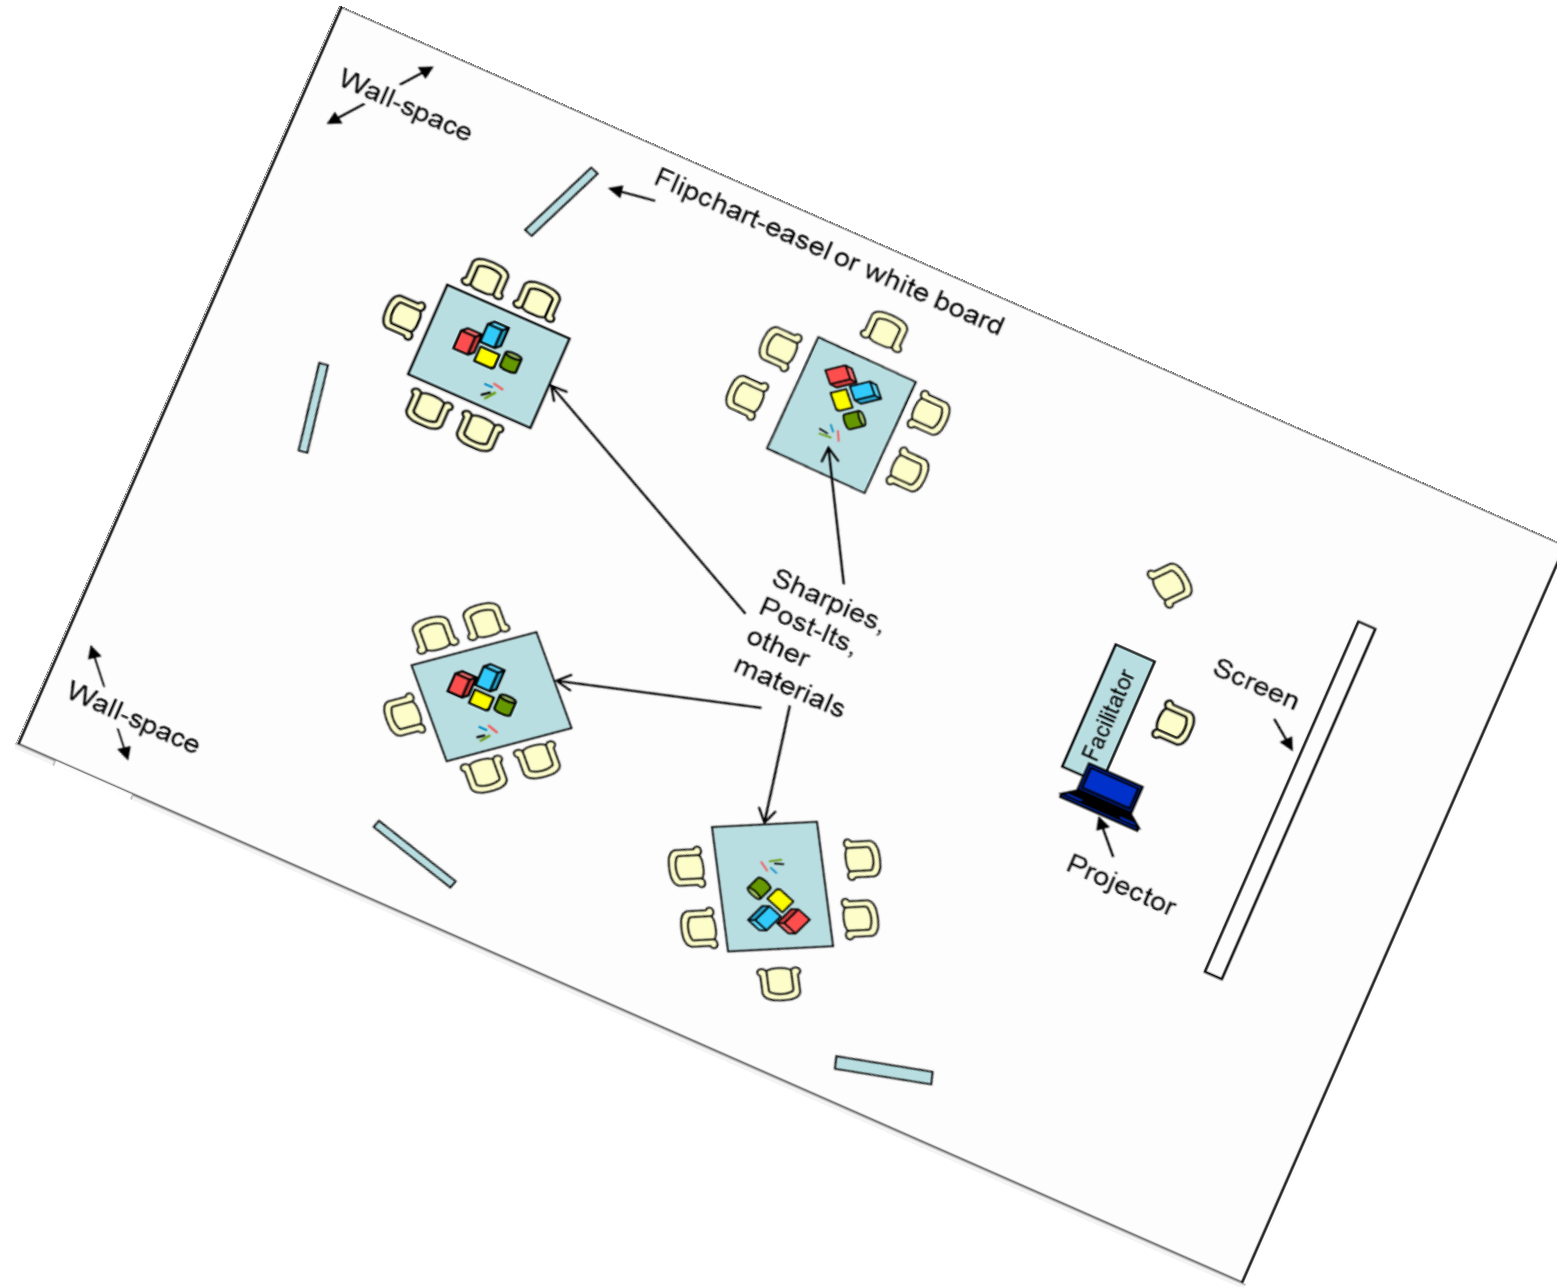 Wall-space
Flipchart-easel or white board
Sharpies,
Post-Its,
other
materials
Screen
Facilitator
Wall-space
Projector